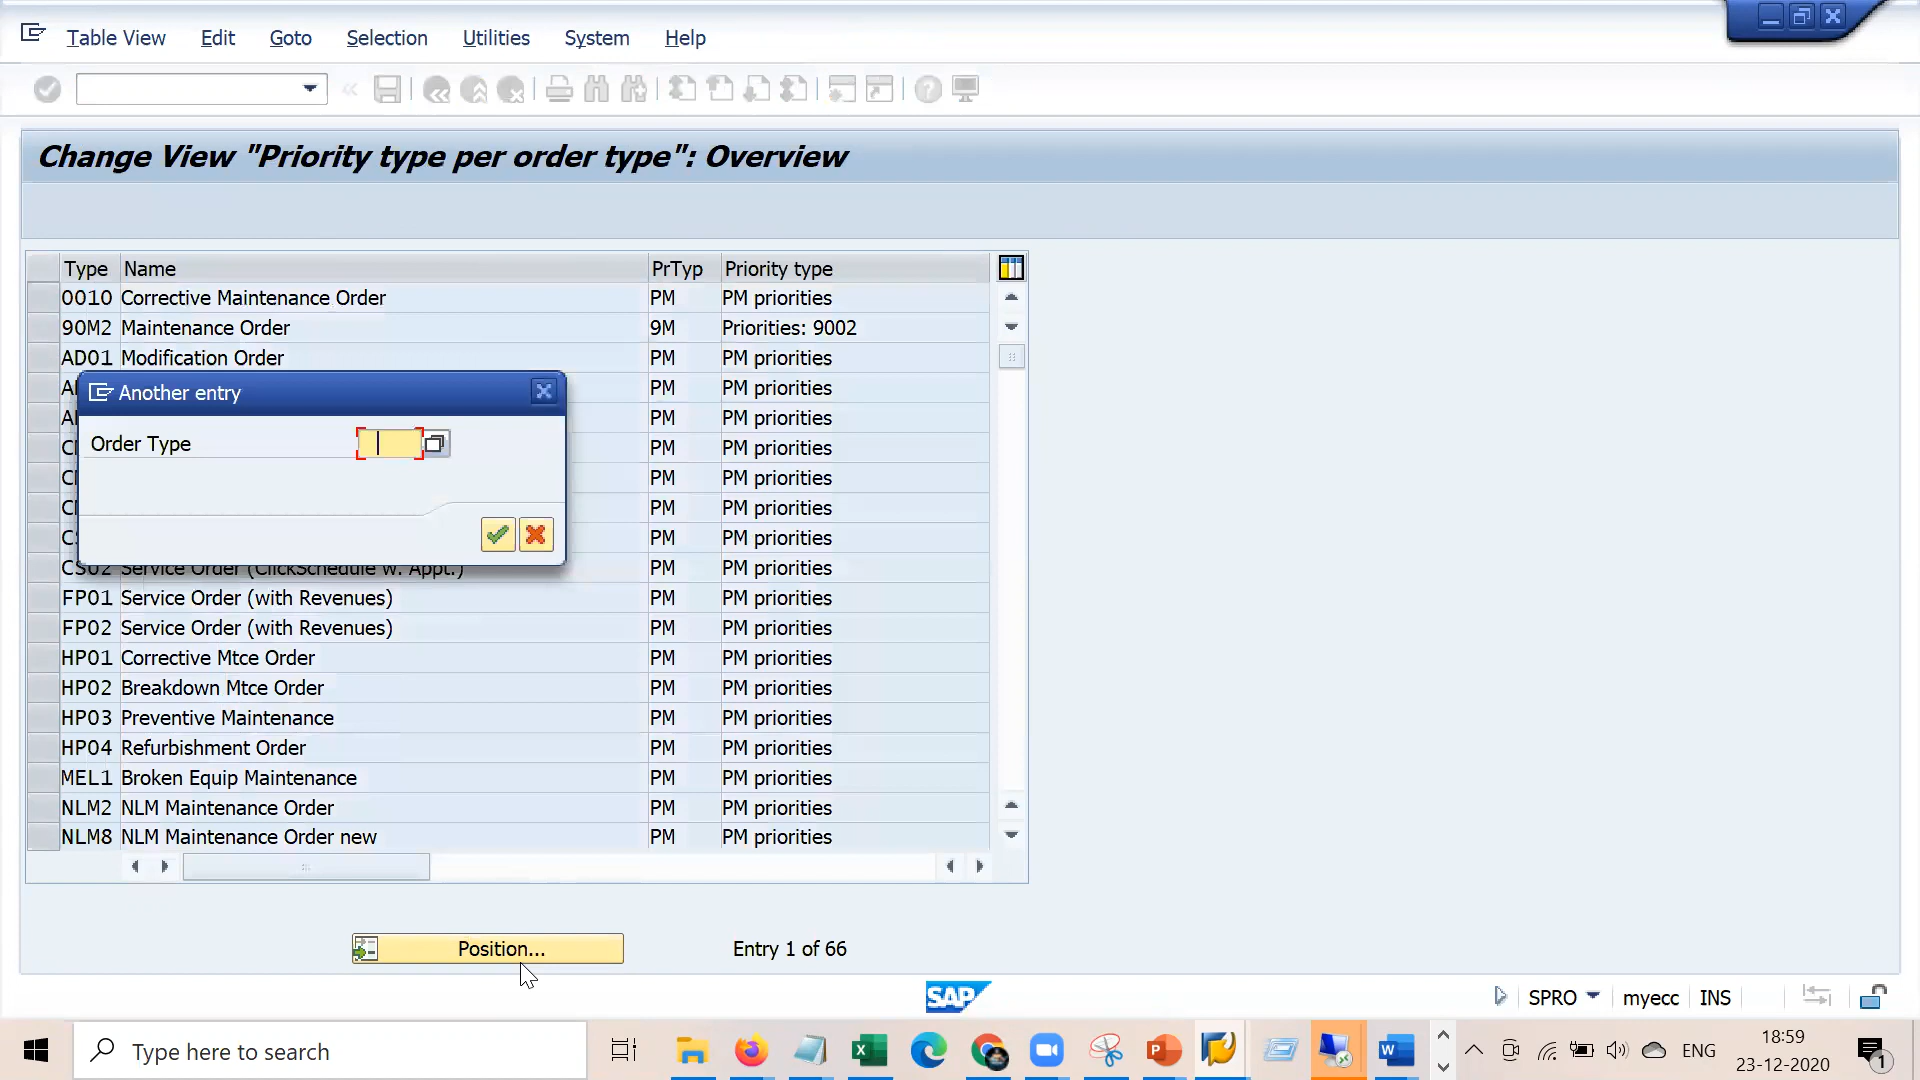 Table View Edit Goto Selection Utilities System Help
Change View "Priority type per order type": Overview
Type Name PrTyp Priority type
0010 Corrective Maintenance Order PM PM priorities
90M2 Maintenance Order 9M Priorities: 9002
AD01 Modification Order PM PM priorities
PM PM priorities
Another entry
PM PM priorities
Order Type
PM PM priorities
PM PM priorities
PM PM priorities
PM PM priorities
CS02 Service Order (ClickSchedule w. Appt.) PM PM priorities
FP01 Service Order (with Revenues) PM PM priorities
FP02 Service Order (with Revenues) PM PM priorities
HP01 Corrective Mtce Order PM PM priorities
HP02 Breakdown Mtce Order PM PM priorities
HP03 Preventive Maintenance PM PM priorities
HP04 Refurbishment Order PM PM priorities
MEL1 Broken Equip Maintenance PM PM priorities
NLM2 NLM Maintenance Order PM PM priorities
NLM8 NLM Maintenance Order new PM PM priorities
Position... Entry 1 of 66
SAP SPRO myecc INS
Type here to search ENG 18:59
23-12-2020 1